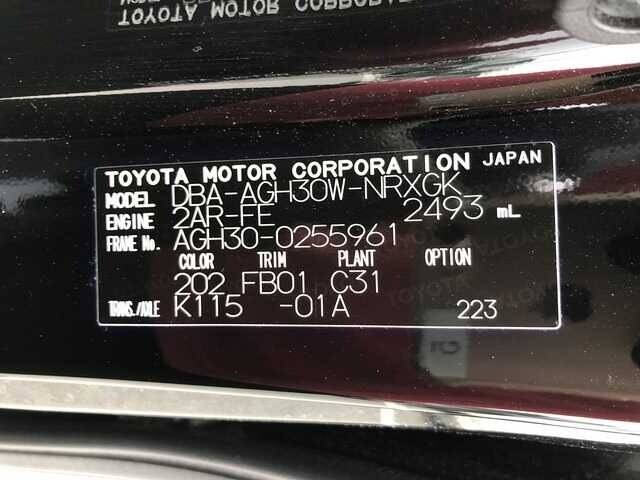 TOYOTA MOTOR CORPORATION JAPAN
MODEL DBA-AGH30W-NRXGK
ENGINE 2AR-FE 2493 mL
FRAME No. AGH30-0255961
COLOR TRIM PLANT OPTION
202 FB01 C31
TRANS./AXLE K115 -01A 223